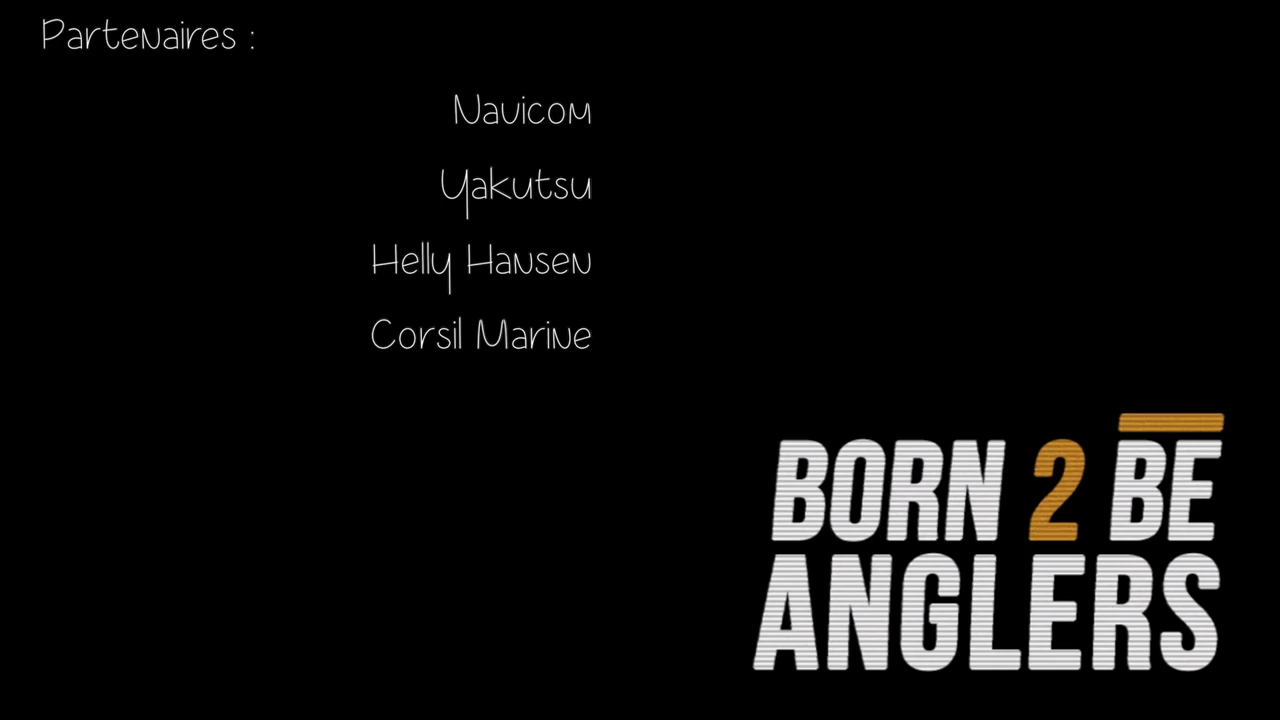 Partenaires :
Navicom
Yakutsu
Helly Hansen
Corsil Marine
BORN 2 BE
ANGLERS